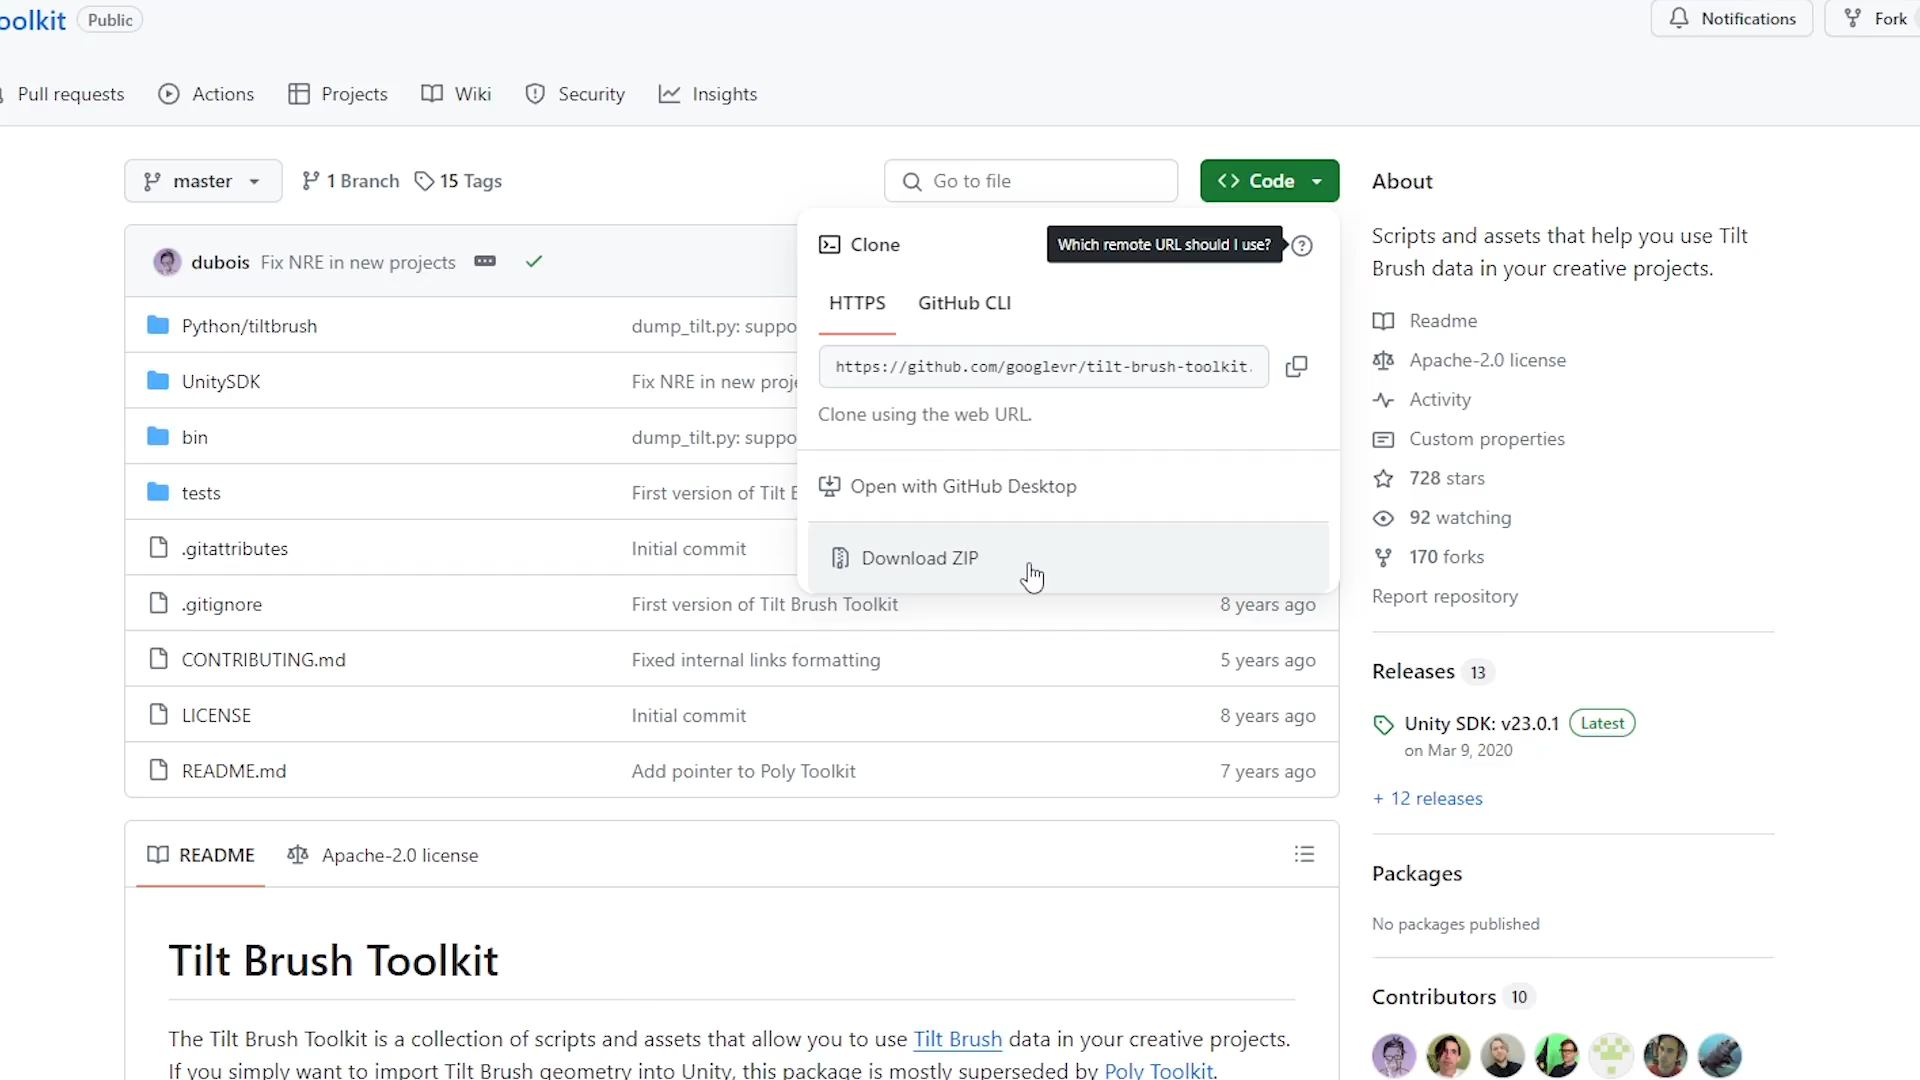 oolkit Public
Notifications
Fork
Pull requests
Actions
Projects
Wiki
Security
Insights
master
1 Branch
15 Tags
Go to file
Code
dubois Fix NRE in new projects
Python/tiltbrush dump_tilt.py: suppo
UnitySDK Fix NRE in new proje
bin dump_tilt.py: suppo
tests First version of Tilt B
.gitattributes Initial commit
.gitignore First version of Tilt Brush Toolkit 8 years ago
CONTRIBUTING.md Fixed internal links formatting 5 years ago
LICENSE Initial commit 8 years ago
README.md Add pointer to Poly Toolkit 7 years ago
Clone
Which remote URL should I use?
HTTPS GitHub CLI
https://github.com/googlevr/tilt-brush-toolkit.
Clone using the web URL.
Open with GitHub Desktop
Download ZIP
README
Apache-2.0 license
Tilt Brush Toolkit
The Tilt Brush Toolkit is a collection of scripts and assets that allow you to use Tilt Brush data in your creative projects.
If you simply want to import Tilt Brush geometry into Unity, this package is mostly superseded by Poly Toolkit.
About
Scripts and assets that help you use Tilt
Brush data in your creative projects.
Readme
Apache-2.0 license
Activity
Custom properties
728 stars
92 watching
170 forks
Report repository
Releases 13
Unity SDK: v23.0.1 Latest
on Mar 9, 2020
+ 12 releases
Packages
No packages published
Contributors 10